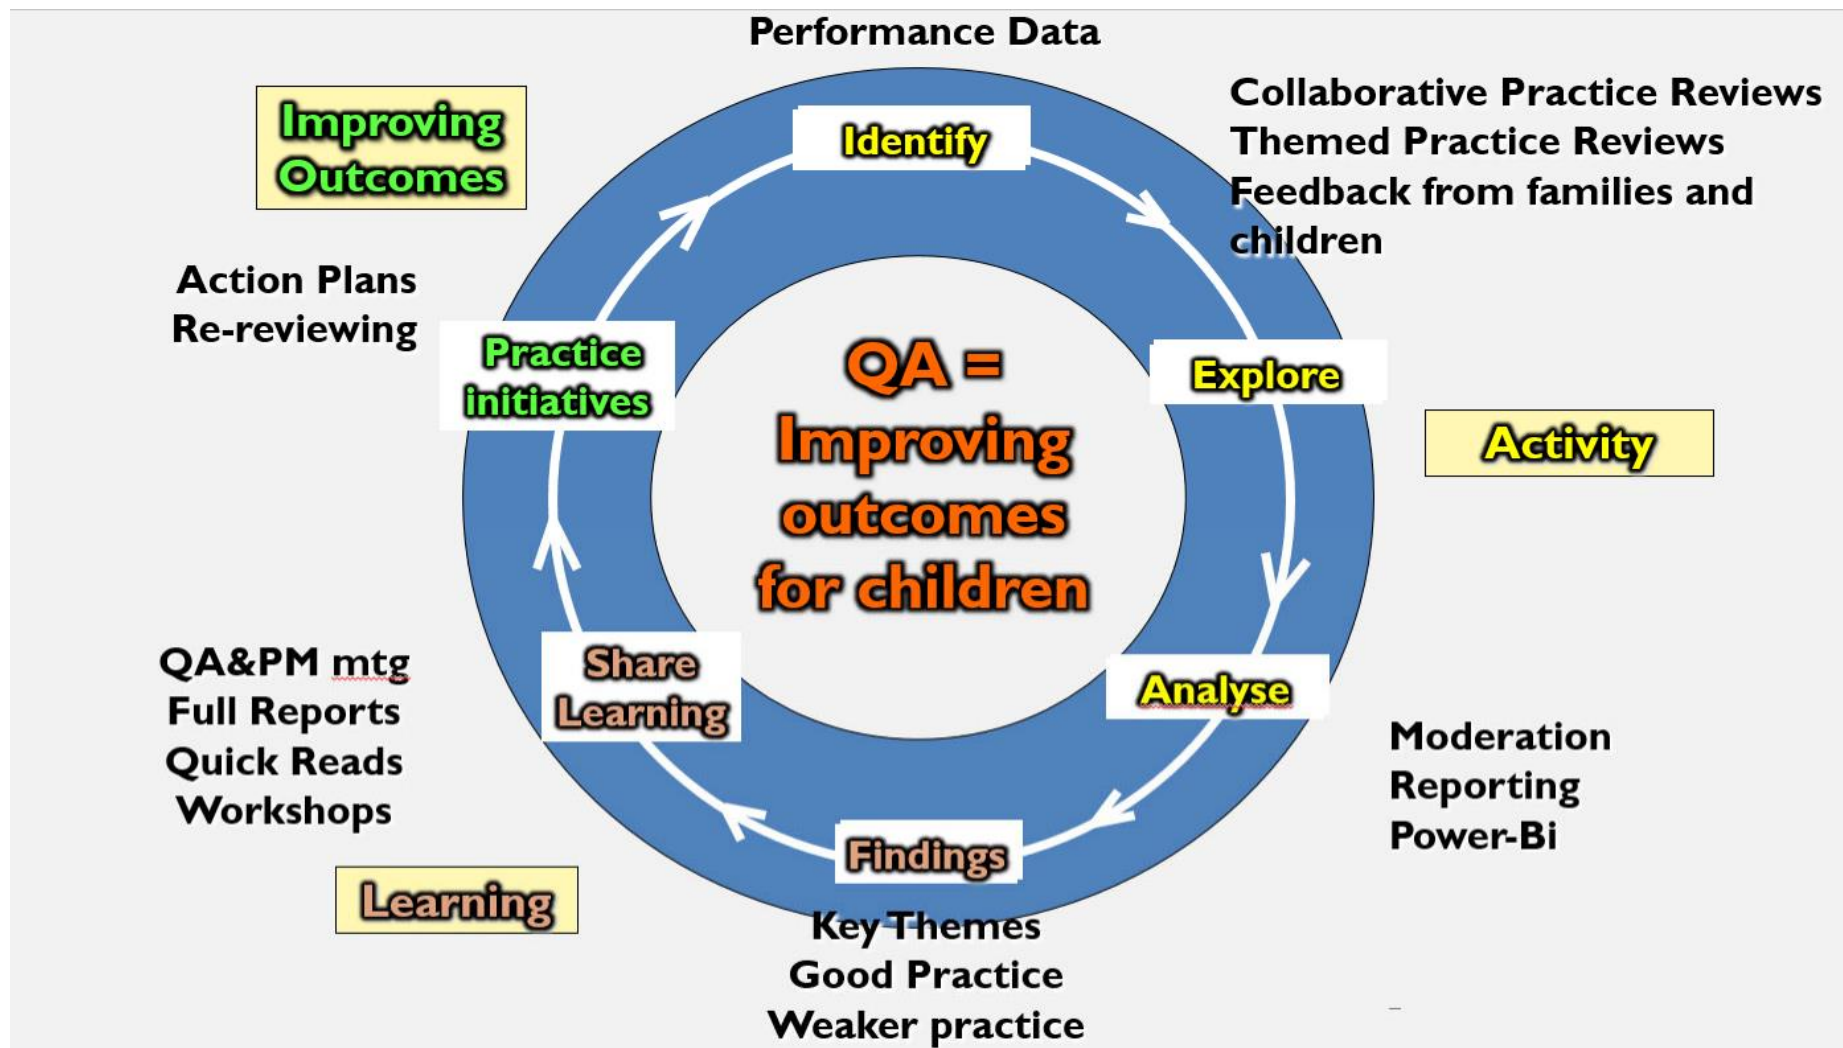 Performance Data
Identify
Collaborative Practice Reviews
Themed Practice Reviews
Feedback from families and
children
Explore
Activity
Analyse
Moderation
Reporting
Power-Bi
Findings
Key Themes
Good Practice
Weaker practice
Share
Learning
QA&PM mtg
Full Reports
Quick Reads
Workshops
Learning
Practice
initiatives
Action Plans
Re-reviewing
Improving
Outcomes
QA =
Improving
outcomes
for children